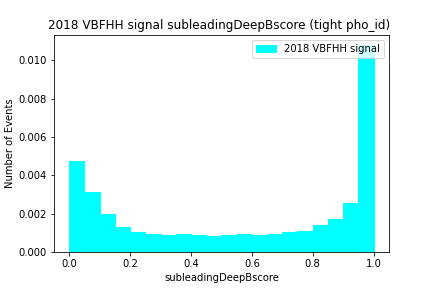 2018 VBFHH signal subleadingDeepBscore (tight pho_id)
2018 VBFHH signal
Number of Events
0.010
0.008
0.006
0.004
0.002
0.000
0.0 0.2 0.4 0.6 0.8 1.0
subleadingDeepBscore